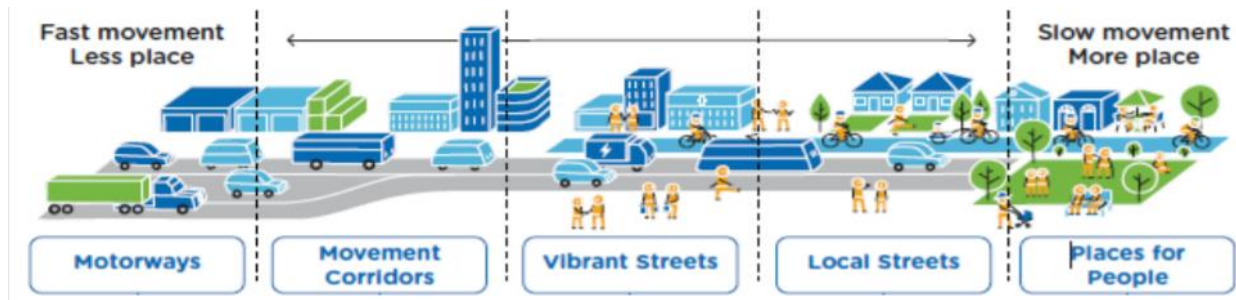 Fast movement
Less place
Slow movement
More place
Motorways
Movement
Corridors
Vibrant Streets
Local Streets
Places for
People